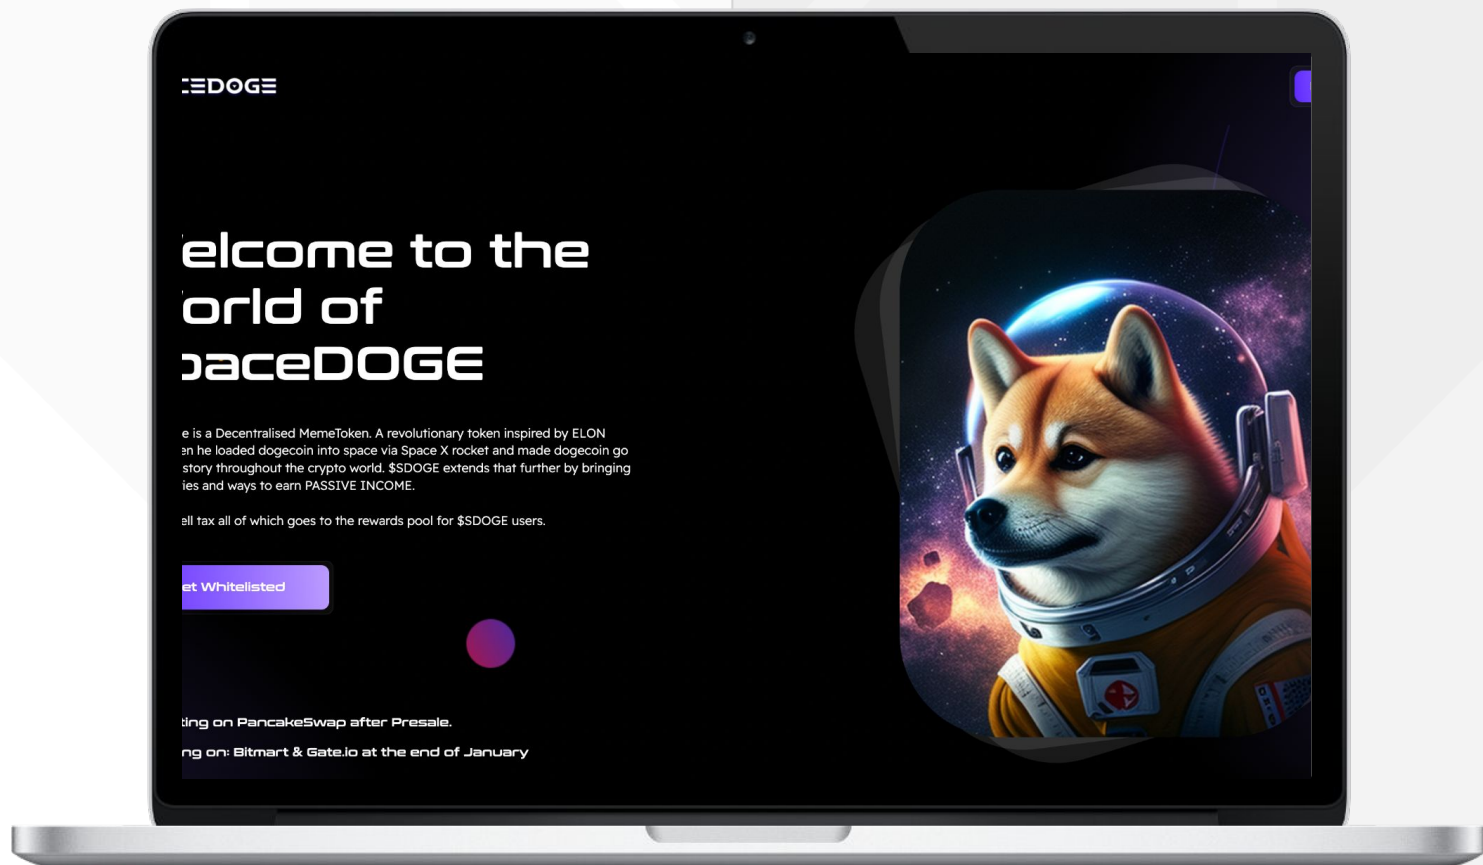 CEDOGE
elcome to the
orld of
paceDOGE
e is a Decentralised MemeToken. A revolutionary token inspired by ELON
en he loaded dogecoin into space via Space X rocket and made dogecoin go
story throughout the crypto world. $SDOGE extends that further by bringing
ies and ways to earn PASSIVE INCOME.
ell tax all of which goes to the rewards pool for $SDOGE users.
et Whitelisted
ting on PancakeSwap after Presale.
ng on: Bitmart & Gate.io at the end of January